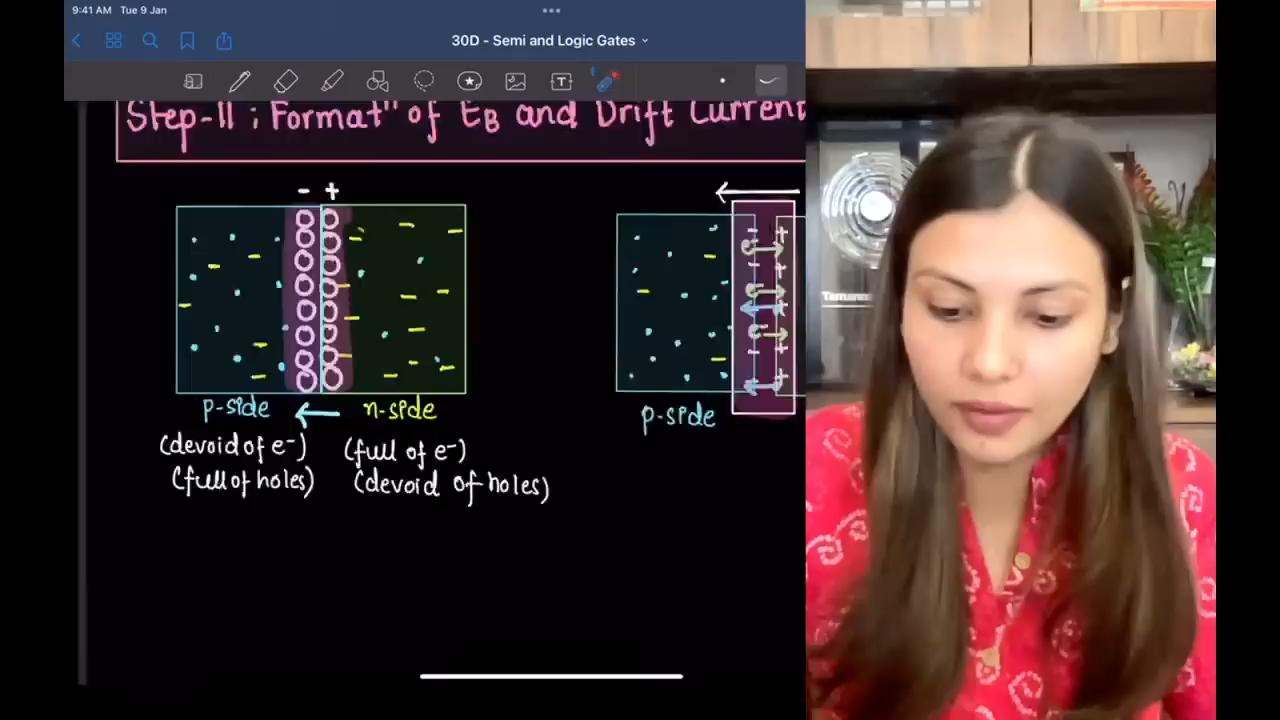 9:41 AM Tue 9 Jan
30D - Semi and Logic Gates
T
Step-II : Format" of EB and Drift Current
- +
p-side n-side
(devoid of e-) (full of e-)
(full of holes) (devoid of holes)
p-side
Tamanna